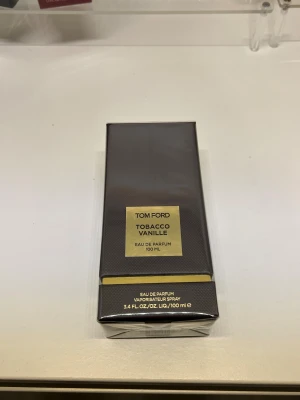 TOM FORD
TOBACCO
VANILLE
EAU DE PARFUM
100 ML
EAU DE PARFUM
VAPORISATEUR SPRAY
3.4 FL.OZ./OZ. LIQ./100 ml ℮